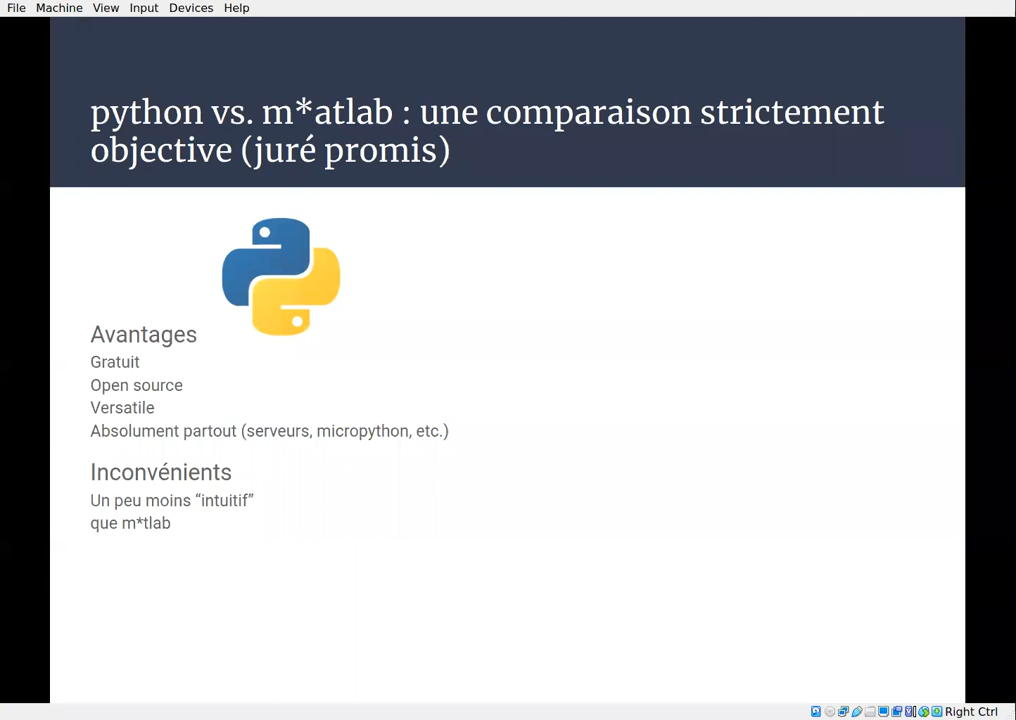 File Machine View Input Devices Help
python vs. m*atlab : une comparaison strictement
objective (juré promis)
Avantages
Gratuit
Open source
Versatile
Absolument partout (serveurs, micropython, etc.)
Inconvénients
Un peu moins “intuitif”
que m*tlab
Right Ctrl